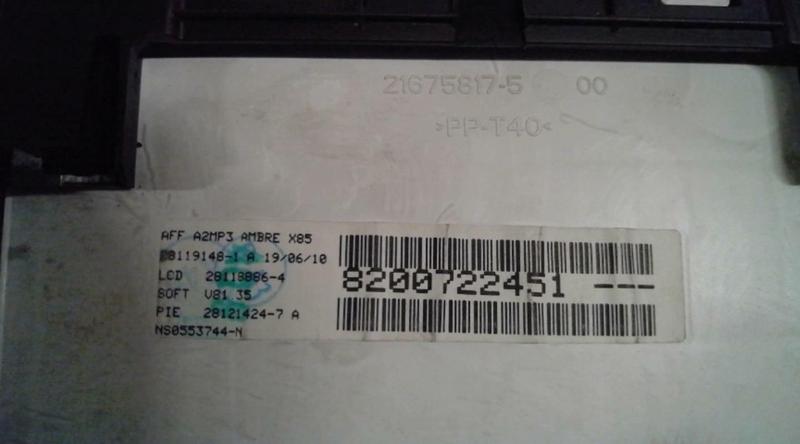 21675817-5 00
>PP-T40<
AFF A2MP3 AMBRE X85
28119148-1 A 19/06/10
LCD 28118886-4
SOFT V81.35
PIE 28121424-7 A
NS0553744-N
8200722451 ---